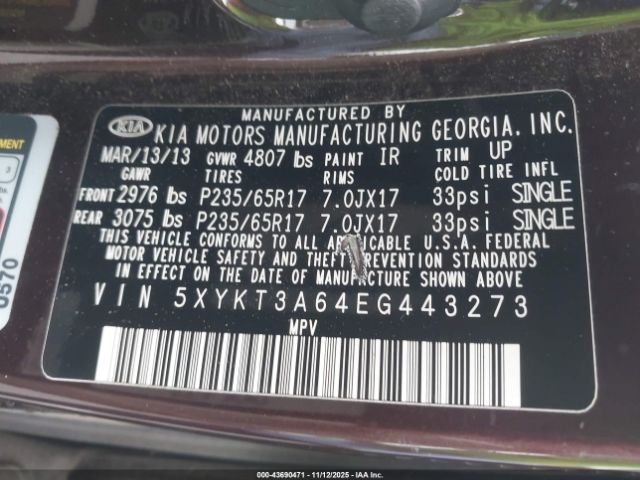 MANUFACTURED BY
KIA KIA MOTORS MANUFACTURING GEORGIA, INC.
MAR/13/13 GVWR 4807 lbs PAINT IR TRIM UP
GAWR TIRES RIMS COLD TIRE INFL
FRONT 2976 lbs P235/65R17 7.0JX17 33psi SINGLE
REAR 3075 lbs P235/65R17 7.0JX17 33psi SINGLE
THIS VEHICLE CONFORMS TO ALL APPLICABLE U.S.A. FEDERAL
MOTOR VEHICLE SAFETY AND THEFT PREVENTION STANDARDS
IN EFFECT ON THE DATE OF MANUFACTURE SHOWN ABOVE.
VIN 5XYKT3A64EG443273
MPV
3
0570
000-43690471 - 11/12/2025 - IAA Inc.